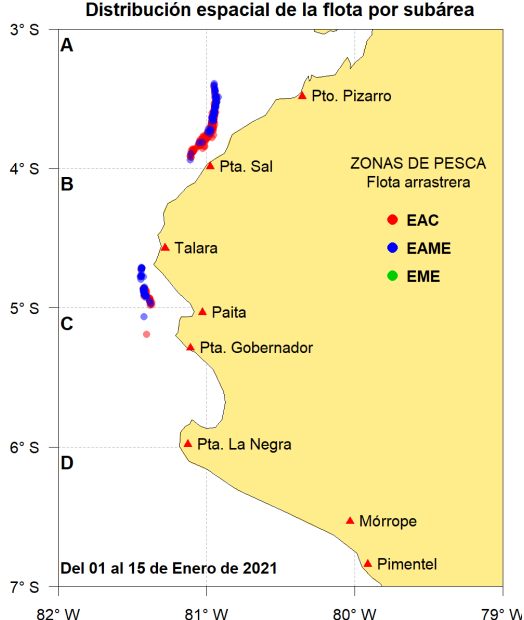 Distribución espacial de la flota por subárea
3° S
A
Pto. Pizarro
4° S
Pta. Sal
ZONAS DE PESCA
Flota arrastrera
B
EAC
Talara
EAME
EME
5° S
Paita
C
Pta. Gobernador
6° S
Pta. La Negra
D
Mórrope
Pimentel
Del 01 al 15 de Enero de 2021
7° S
82° W
81° W
80° W
79° W